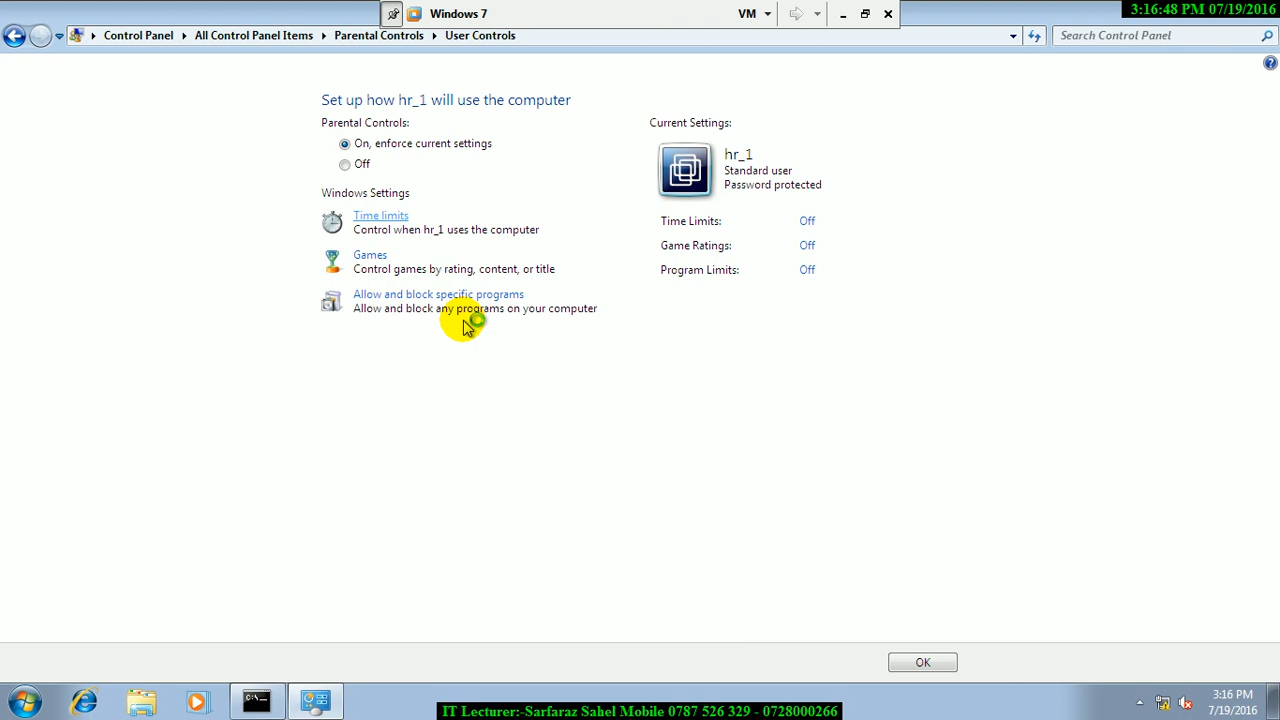 Windows 7
VM
3:16:48 PM 07/19/2016
Control Panel
All Control Panel Items
Parental Controls
User Controls
Search Control Panel
Set up how hr_1 will use the computer
Parental Controls:
On, enforce current settings
Off
Windows Settings
Time limits
Control when hr_1 uses the computer
Games
Control games by rating, content, or title
Allow and block specific programs
Allow and block any programs on your computer
Current Settings:
hr_1
Standard user
Password protected
Time Limits: Off
Game Ratings: Off
Program Limits: Off
OK
C:\.
3:16 PM
7/19/2016
IT Lecturer:-Sarfaraz Sahel Mobile 0787 526 329 - 0728000266